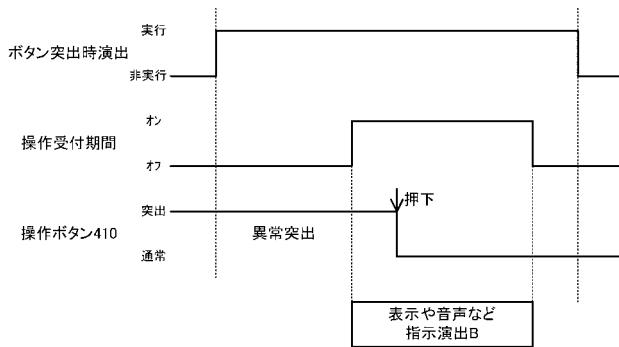 実行
ボタン突出時演出
非実行
オン
操作受付期間
オフ
突出
押下
操作ボタン410
異常突出
通常
表示や音声など
指示演出B